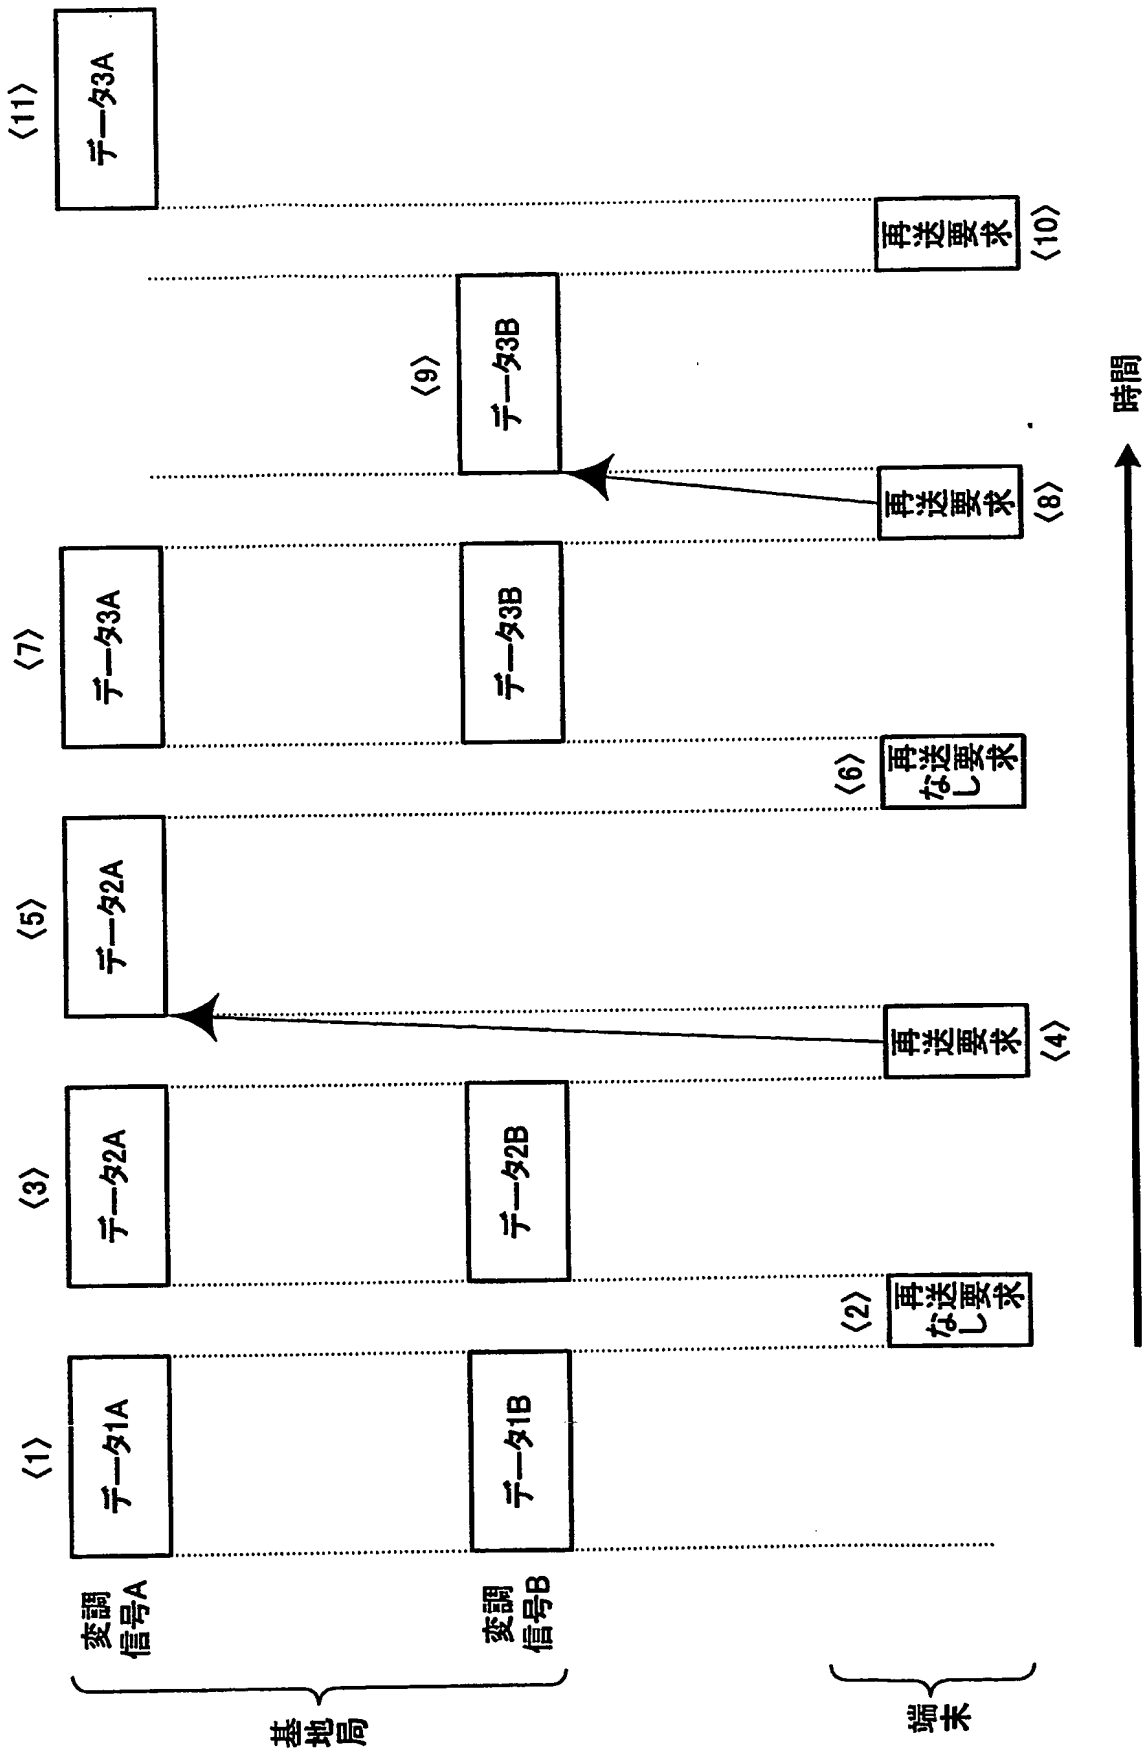 基地局
変調
信号A
〈1〉
データ1A
〈3〉
データ2A
〈5〉
データ2A
〈7〉
データ3A
〈11〉
データ3A
変調
信号B
データ1B
データ2B
データ3B
〈9〉
データ3B
端末
〈2〉
再送要求
なし
再送要求
〈4〉
〈6〉
再送要求
なし
再送要求
〈8〉
再送要求
〈10〉
時間